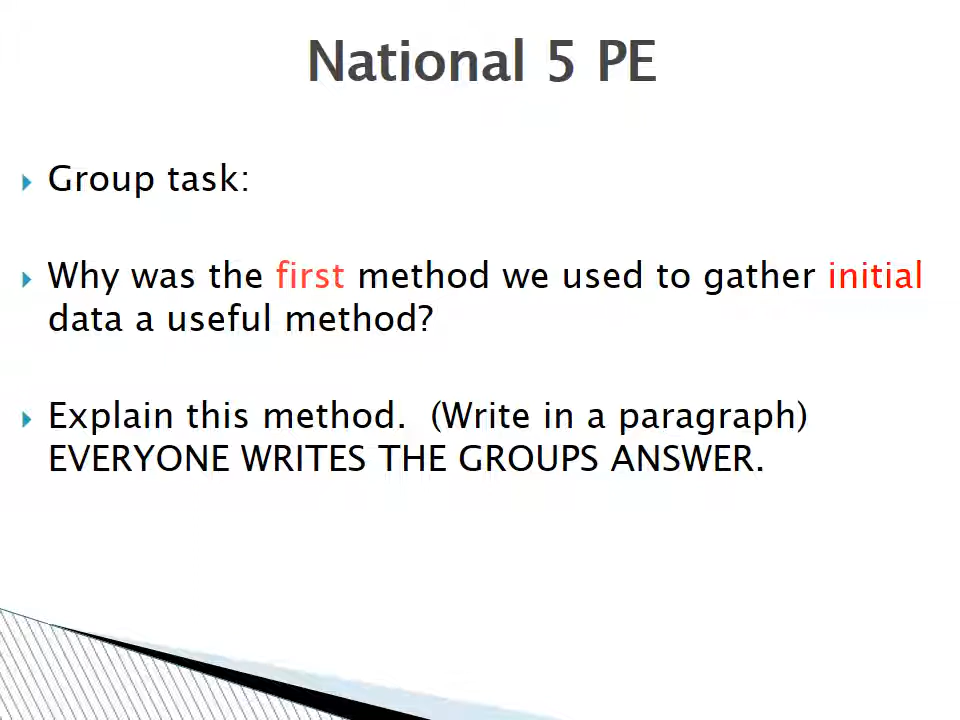 National 5 PE
Group task:
Why was the first method we used to gather initial
data a useful method?
Explain this method.  (Write in a paragraph)
EVERYONE WRITES THE GROUPS ANSWER.